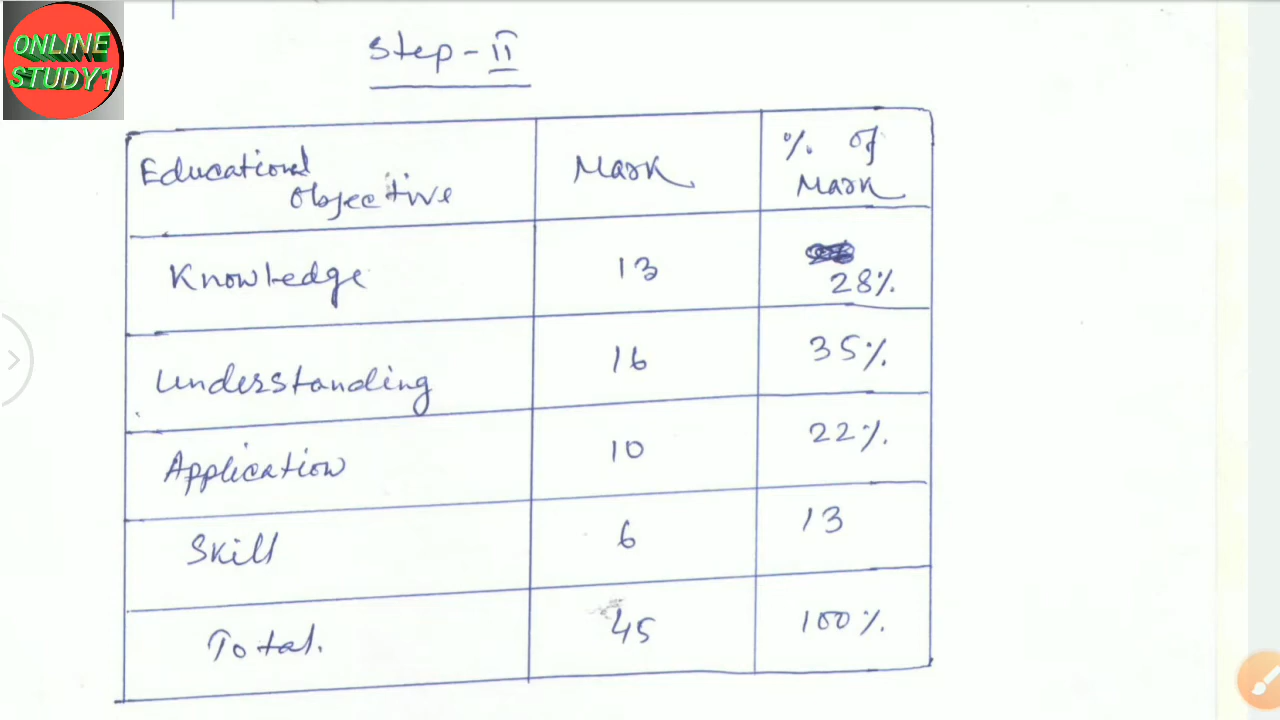 ONLINE
STUDY1
Step - II
Educational
Objective
Mark
% of
Mark
Knowledge
13
28%
Understanding
16
35%
Application
10
22%
Skill
6
13
Total.
45
100%